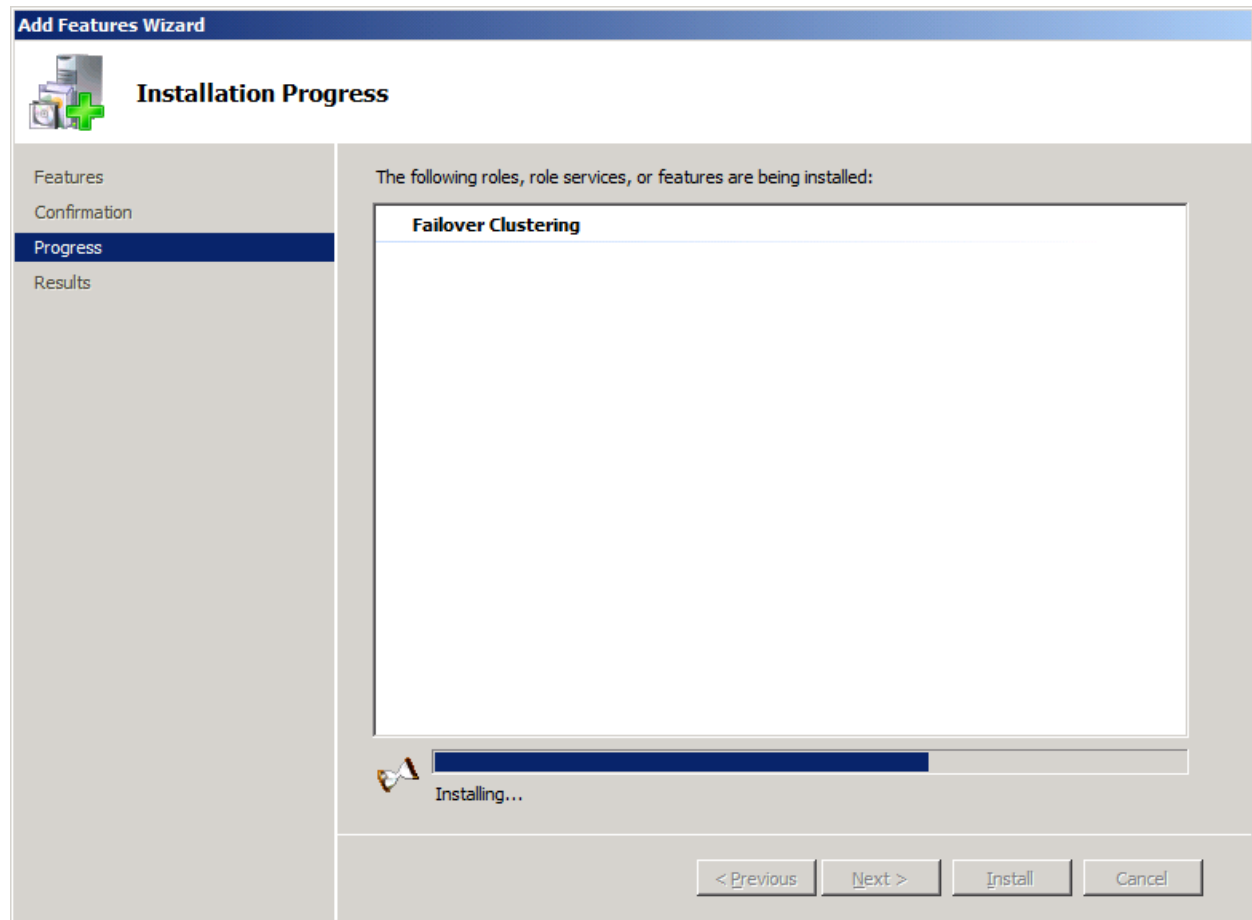 Add Features Wizard
Installation Progress
Features
Confirmation
Progress
Results
The following roles, role services, or features are being installed:
Failover Clustering
Installing...
< Previous
Next >
Install
Cancel